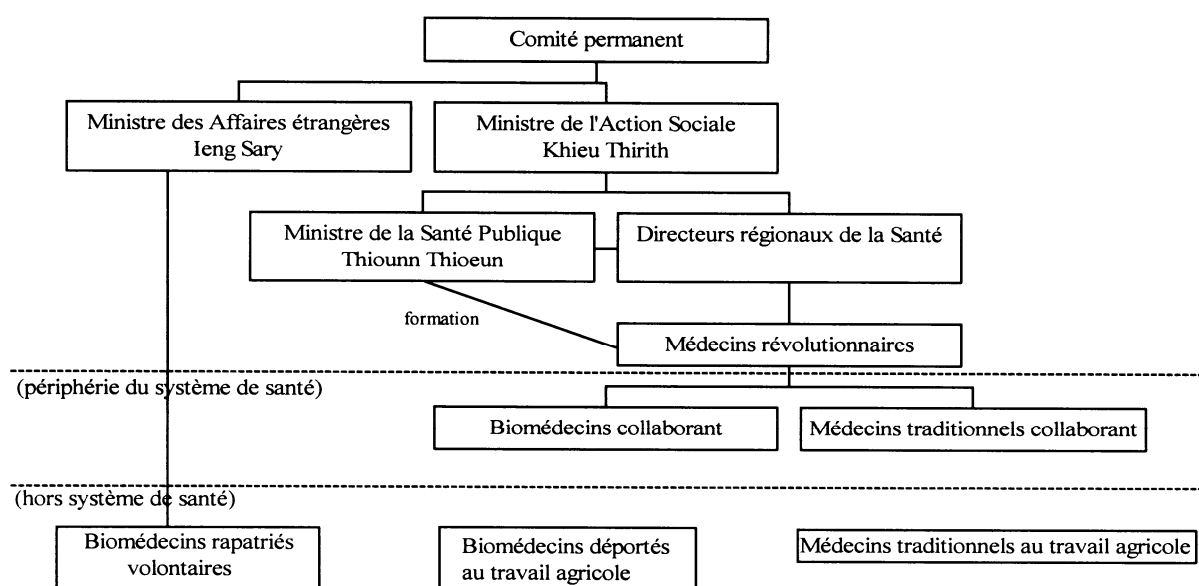 Comité permanent
Ministre des Affaires étrangères
Ieng Sary
Ministre de l'Action Sociale
Khieu Thirith
Ministre de la Santé Publique
Thiounn Thioeun
Directeurs régionaux de la Santé
formation
Médecins révolutionnaires
(périphérie du système de santé)
Biomédecins collaborant
Médecins traditionnels collaborant
(hors système de santé)
Biomédecins rapatriés
volontaires
Biomédecins déportés
au travail agricole
Médecins traditionnels au travail agricole